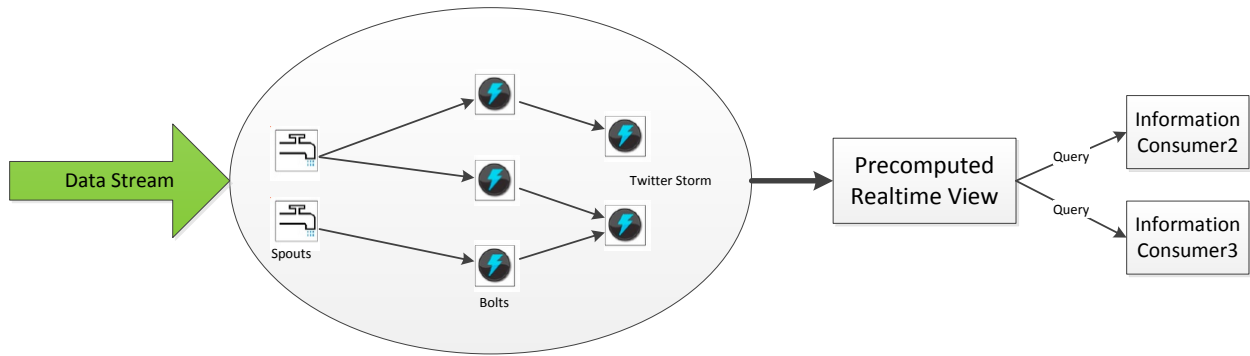 Data Stream
Spouts
Bolts
Twitter Storm
Precomputed
Realtime View
Query
Query
Information
Consumer2
Information
Consumer3